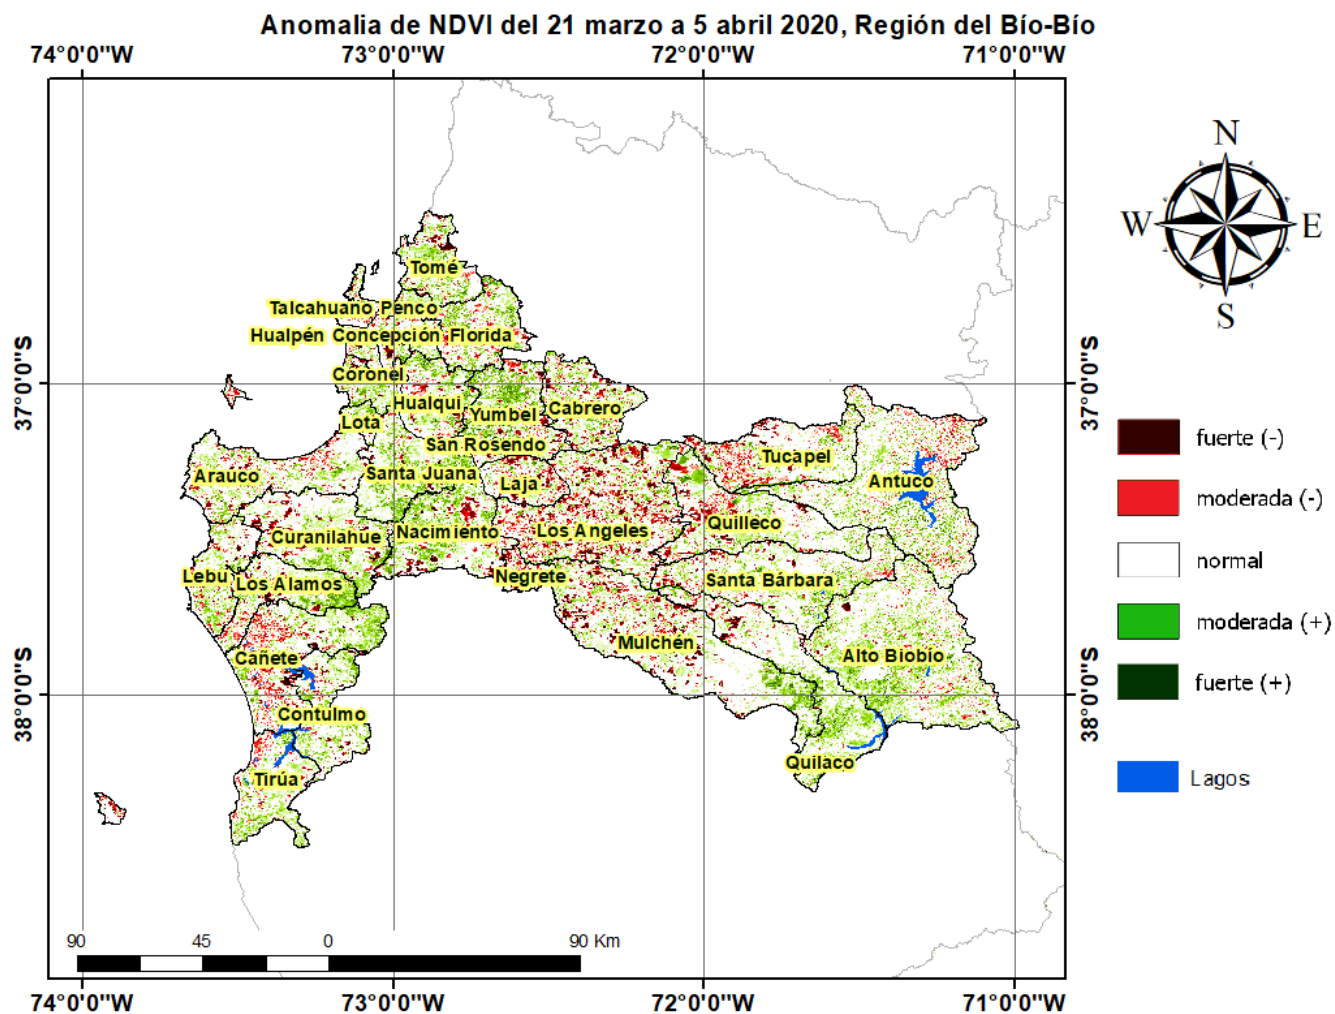 Anomalia de NDVI del 21 marzo a 5 abril 2020, Región del Bío-Bío
74°0'0"W 73°0'0"W 72°0'0"W 71°0'0"W
N
W E
S
Tomé
Talcahuano Penco
Hualpén Concepción Florida
37°0'0"S 37°0'0"S
Coronel
Hualqui
Yumbel Cabrero
Lota
San Rosendo
fuerte (-)
Tucapel
Arauco Santa Juana Laja Antuco
moderada (-)
Curanilahue Nacimiento Los Angeles Quilleco
normal
Lebu Los Alamos Negrete Santa Bárbara
moderada (+)
Mulchén
Cañete Alto Biobío
fuerte (+)
38°0'0"S 38°0'0"S
Contulmo
Quilaco
Tirúa
Lagos
90 45 0 90 Km
74°0'0"W 73°0'0"W 72°0'0"W 71°0'0"W